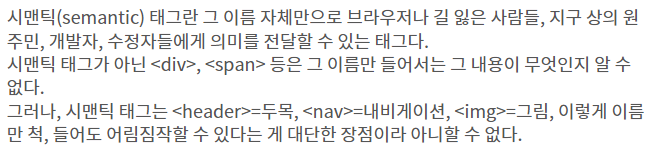 시맨틱(semantic) 태그란 그 이름 자체만으로 브라우저나 길 잃은 사람들, 지구 상의 원
주민, 개발자, 수정자들에게 의미를 전달할 수 있는 태그다.
시맨틱 태그가 아닌 <div>, <span> 등은 그 이름만 들어서는 그 내용이 무엇인지 알 수
없다.
그러나, 시맨틱 태그는 <header>=두목, <nav>=내비게이션, <img>=그림, 이렇게 이름
만 척, 들어도 어림짐작할 수 있다는 게 대단한 장점이라 아니할 수 없다.